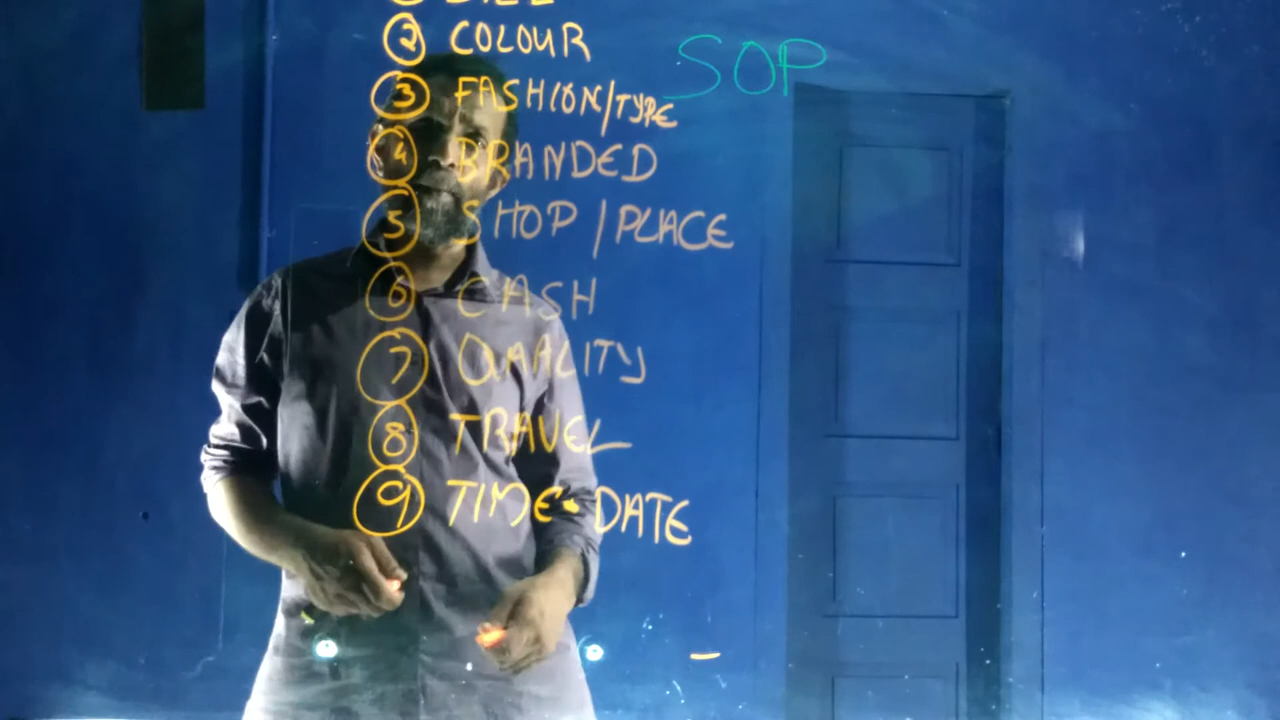 ② COLOUR
SOP
③ FASHION/TYPE
④ BRANDED
⑤ SHOP/PLACE
⑥ CASH
⑦ QUALITY
⑧ TRAVEL
⑨ TIME. DATE